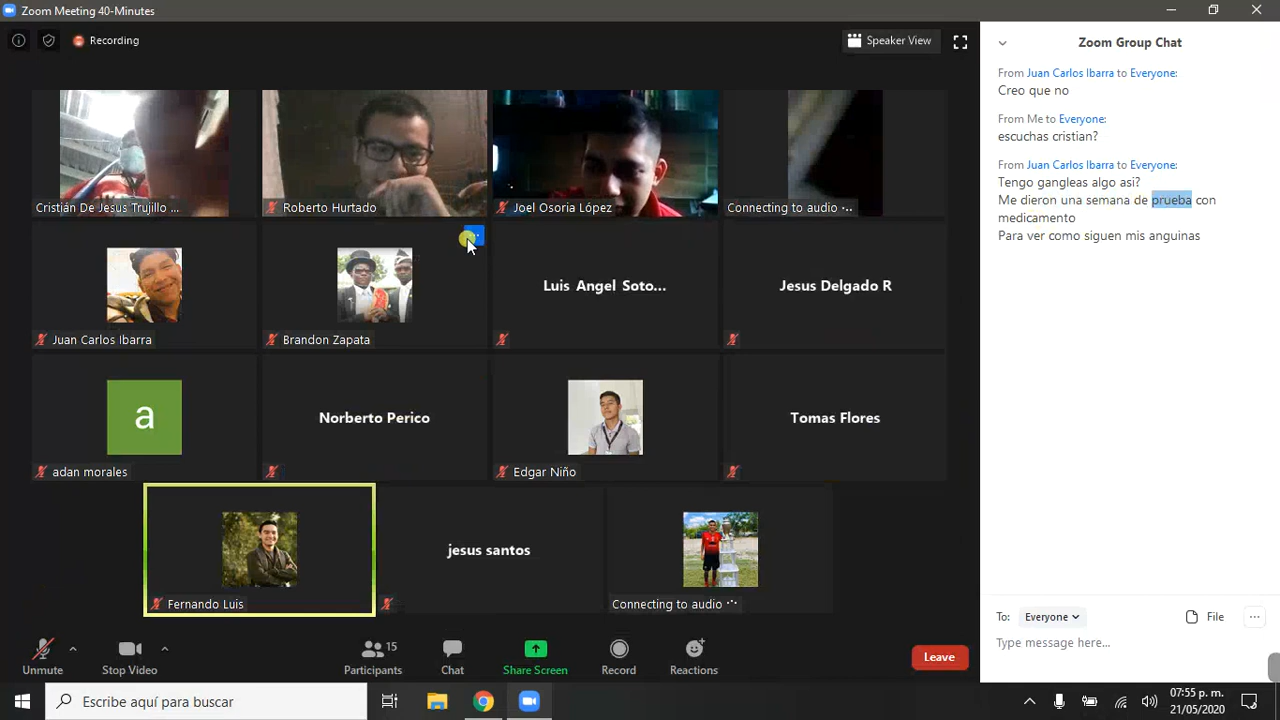 Zoom Meeting 40-Minutes
Recording
Speaker View
Zoom Group Chat
From Juan Carlos Ibarra to Everyone:
Creo que no
From Me to Everyone:
escuchas cristian?
From Juan Carlos Ibarra to Everyone:
Tengo gangleas algo asi?
Me dieron una semana de prueba con
medicamento
Para ver como siguen mis anguinas
Cristian De Jesus Trujillo ...
Roberto Hurtado
Joel Osoria López
Connecting to audio
Juan Carlos Ibarra
Brandon Zapata
Luis Angel Soto...
Jesus Delgado R
a
adan morales
Norberto Perico
Edgar Niño
Tomas Flores
Fernando Luis
jesus santos
Connecting to audio
To: Everyone
File
Type message here...
Unmute
Stop Video
15
Participants
Chat
Share Screen
Record
Reactions
Leave
Escribe aquí para buscar
07:55 p. m.
21/05/2020